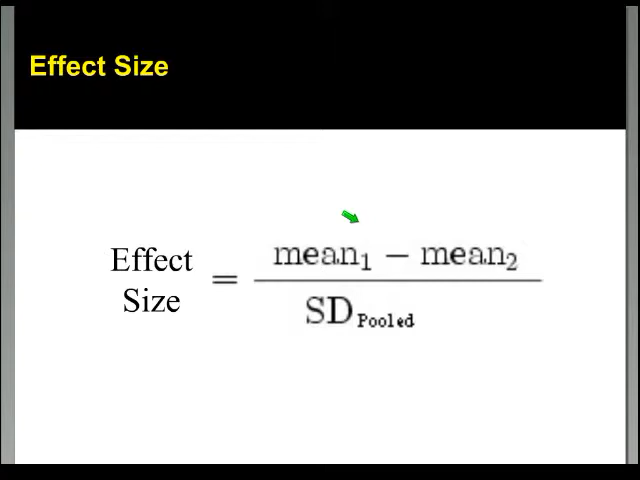 Effect Size
Effect
Size
=
mean₁ − mean₂
SD Pooled